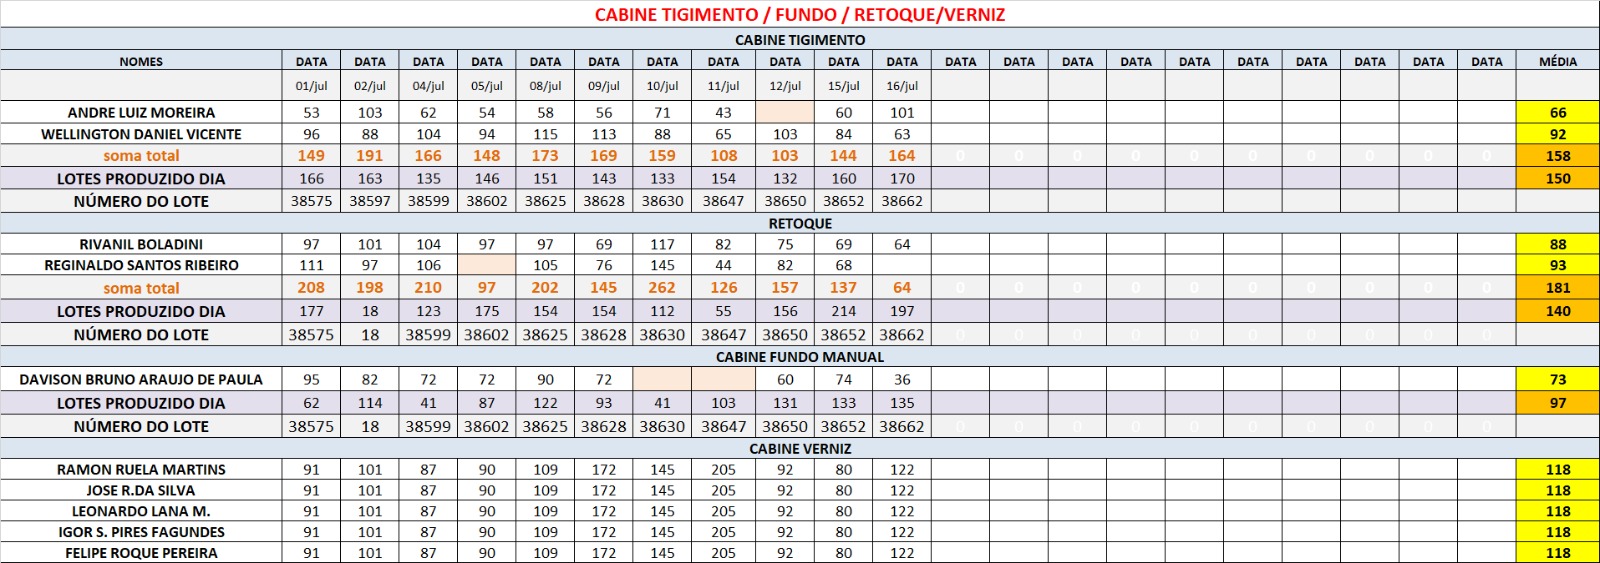 CABINE TIGIMENTO / FUNDO / RETOQUE/VERNIZ
CABINE TIGIMENTO
NOMES DATA DATA DATA DATA DATA DATA DATA DATA DATA DATA DATA DATA DATA DATA DATA DATA DATA DATA DATA DATA DATA MÉDIA
01/jul 02/jul 04/jul 05/jul 08/jul 09/jul 10/jul 11/jul 12/jul 15/jul 16/jul
ANDRE LUIZ MOREIRA 53 103 62 54 58 56 71 43 60 101 66
WELLINGTON DANIEL VICENTE 96 88 104 94 115 113 88 65 103 84 63 92
soma total 149 191 166 148 173 169 159 108 103 144 164 0 0 0 0 0 0 0 0 0 0 158
LOTES PRODUZIDO DIA 166 163 135 146 151 143 133 154 132 160 170 150
NÚMERO DO LOTE 38575 38597 38599 38602 38625 38628 38630 38647 38650 38652 38662
RETOQUE
RIVANIL BOLADINI 97 101 104 97 97 69 117 82 75 69 64 88
REGINALDO SANTOS RIBEIRO 111 97 106 105 76 145 44 82 68 93
soma total 208 198 210 97 202 145 262 126 157 137 64 0 0 0 0 0 0 0 0 0 0 181
LOTES PRODUZIDO DIA 177 18 123 175 154 154 112 55 156 214 197 140
NÚMERO DO LOTE 38575 18 38599 38602 38625 38628 38630 38647 38650 38652 38662 0 0 0 0 0 0 0 0 0 0
CABINE FUNDO MANUAL
DAVISON BRUNO ARAUJO DE PAULA 95 82 72 72 90 72 60 74 36 73
LOTES PRODUZIDO DIA 62 114 41 87 122 93 41 103 131 133 135 97
NÚMERO DO LOTE 38575 18 38599 38602 38625 38628 38630 38647 38650 38652 38662 0 0 0 0 0 0 0 0 0 0
CABINE VERNIZ
RAMON RUELA MARTINS 91 101 87 90 109 172 145 205 92 80 122 118
JOSE R.DA SILVA 91 101 87 90 109 172 145 205 92 80 122 118
LEONARDO LANA M. 91 101 87 90 109 172 145 205 92 80 122 118
IGOR S. PIRES FAGUNDES 91 101 87 90 109 172 145 205 92 80 122 118
FELIPE ROQUE PEREIRA 91 101 87 90 109 172 145 205 92 80 122 118